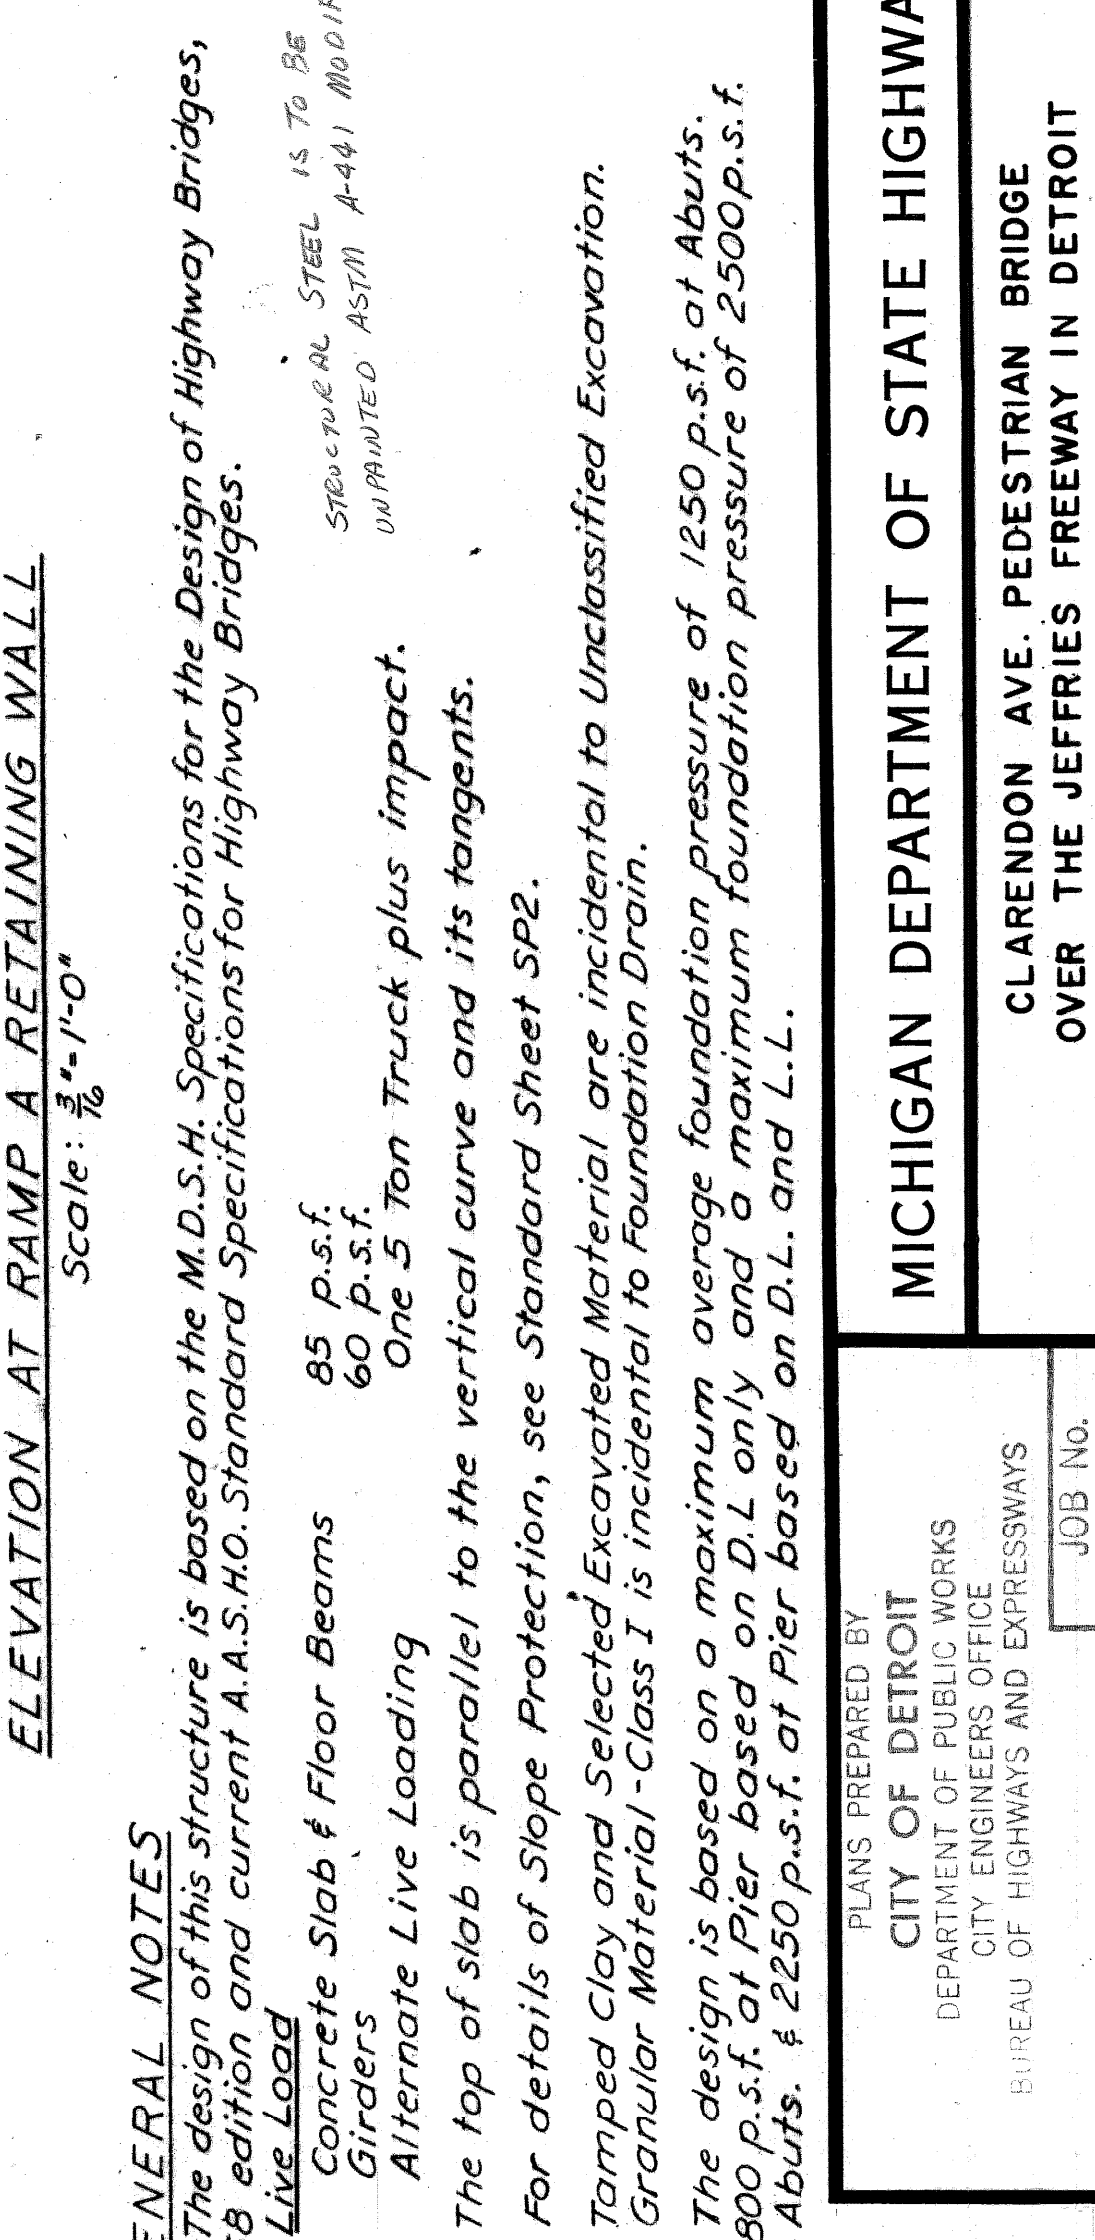 ELEVATION AT RAMP A RETAINING WALL
Scale: 3/16"=1'-0"
ENERAL NOTES
The design of this structure is based on the M.D.S.H. Specifications for the Design of Highway Bridges,
8 edition and current A.A.S.H.O. Standard Specifications for Highway Bridges.
Live Load
Concrete Slab & Floor Beams 85 p.s.f.
Girders 60 p.s.f.
Alternate Live Loading One 5 Ton Truck plus impact.
STRUCTURAL STEEL IS TO BE
UNPAINTED ASTM A-441 MODIF
The top of slab is parallel to the vertical curve and its tangents.
For details of Slope Protection, see Standard Sheet SP2.
Tamped Clay and Selected Excavated Material are incidental to Unclassified Excavation.
Granular Material - Class I is incidental to Foundation Drain.
The design is based on a maximum average foundation pressure of 1250 p.s.f. at Abuts.
800 p.s.f. at Pier based on D.L only and a maximum foundation pressure of 2500 p.s.f.
Abuts. & 2250 p.s.f. at Pier based on D.L. and L.L.
PLANS PREPARED BY
CITY OF DETROIT
DEPARTMENT OF PUBLIC WORKS
CITY ENGINEERS OFFICE
BUREAU OF HIGHWAYS AND EXPRESSWAYS
JOB No.
MICHIGAN DEPARTMENT OF STATE HIGHWA
CLARENDON AVE. PEDESTRIAN BRIDGE
OVER THE JEFFRIES FREEWAY IN DETROIT